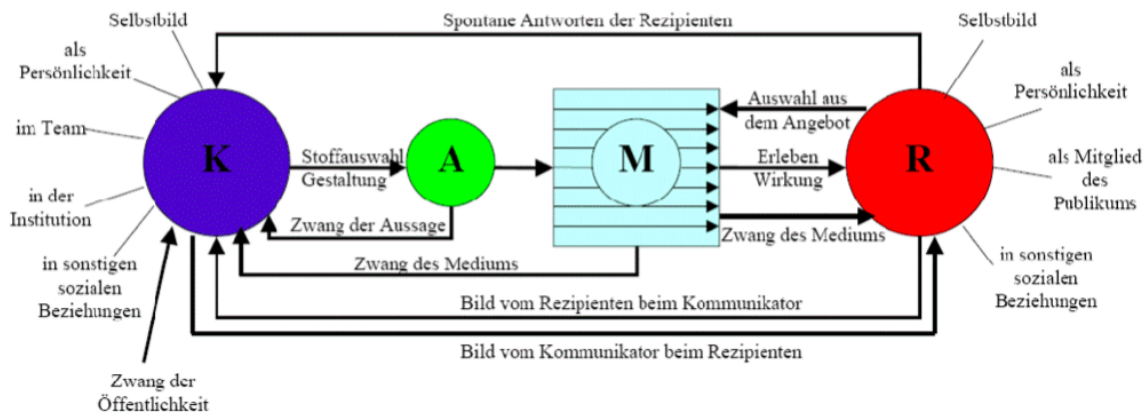 Selbstbild
Spontane Antworten der Rezipienten
Selbstbild
als
Persönlichkeit
im Team
in der
Institution
in sonstigen
sozialen
Beziehungen
Zwang der
Öffentlichkeit
K
Stoffauswahl
Gestaltung
A
M
Auswahl aus
dem Angebot
Erleben
Wirkung
Zwang des Mediums
R
als
Persönlichkeit
als Mitglied
des
Publikums
in sonstigen
sozialen
Beziehungen
Zwang der Aussage
Zwang des Mediums
Bild vom Rezipienten beim Kommunikator
Bild vom Kommunikator beim Rezipienten